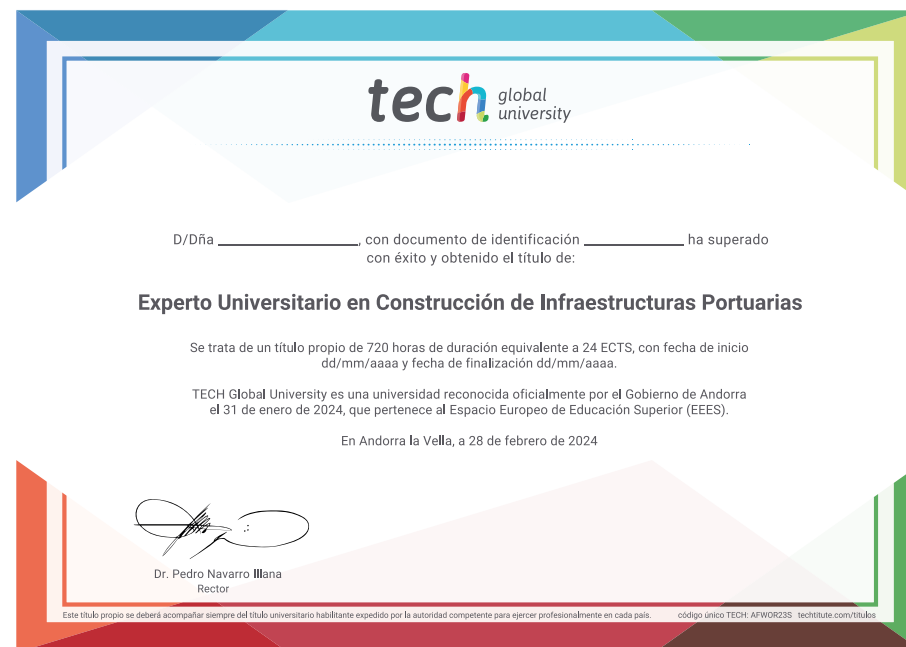 tech global university
D/Dña ____________________, con documento de identificación ______________ ha superado
con éxito y obtenido el título de:
Experto Universitario en Construcción de Infraestructuras Portuarias
Se trata de un título propio de 720 horas de duración equivalente a 24 ECTS, con fecha de inicio
dd/mm/aaaa y fecha de finalización dd/mm/aaaa.
TECH Global University es una universidad reconocida oficialmente por el Gobierno de Andorra
el 31 de enero de 2024, que pertenece al Espacio Europeo de Educación Superior (EEES).
En Andorra la Vella, a 28 de febrero de 2024
Dr. Pedro Navarro Illana
Rector
Este título propio se deberá acompañar siempre del título universitario habilitante expedido por la autoridad competente para ejercer profesionalmente en cada país. código único TECH: AFWOR23S techtitute.com/titulos